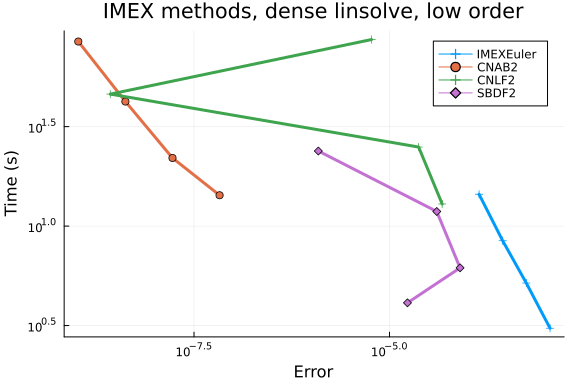 IMEX methods, dense linsolve, low order
IMEXEuler
CNAB2
CNLF2
SBDF2
Time (s)
10^1.5
10^1.0
10^0.5
10^-7.5
10^-5.0
Error